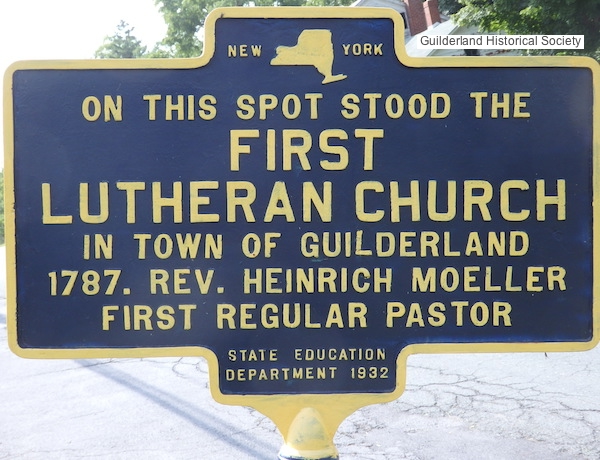 Guilderland Historical Society
NEW YORK
ON THIS SPOT STOOD THE
FIRST
LUTHERAN CHURCH
IN TOWN OF GUILDERLAND
1787. REV. HEINRICH MOELLER
FIRST REGULAR PASTOR
STATE EDUCATION
DEPARTMENT 1932